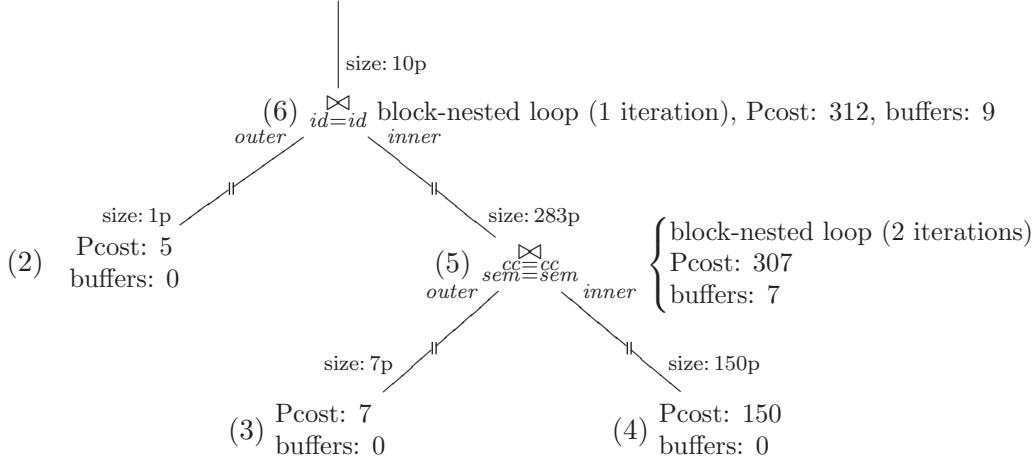 size: 10p
(6) ⋈ id=id block-nested loop (1 iteration), Pcost: 312, buffers: 9
outer inner
size: 1p
size: 283p
(2) Pcost: 5
buffers: 0
(5) ⋈ cc=cc
sem=sem
block-nested loop (2 iterations)
Pcost: 307
buffers: 7
outer inner
size: 7p
size: 150p
(3) Pcost: 7
buffers: 0
(4) Pcost: 150
buffers: 0